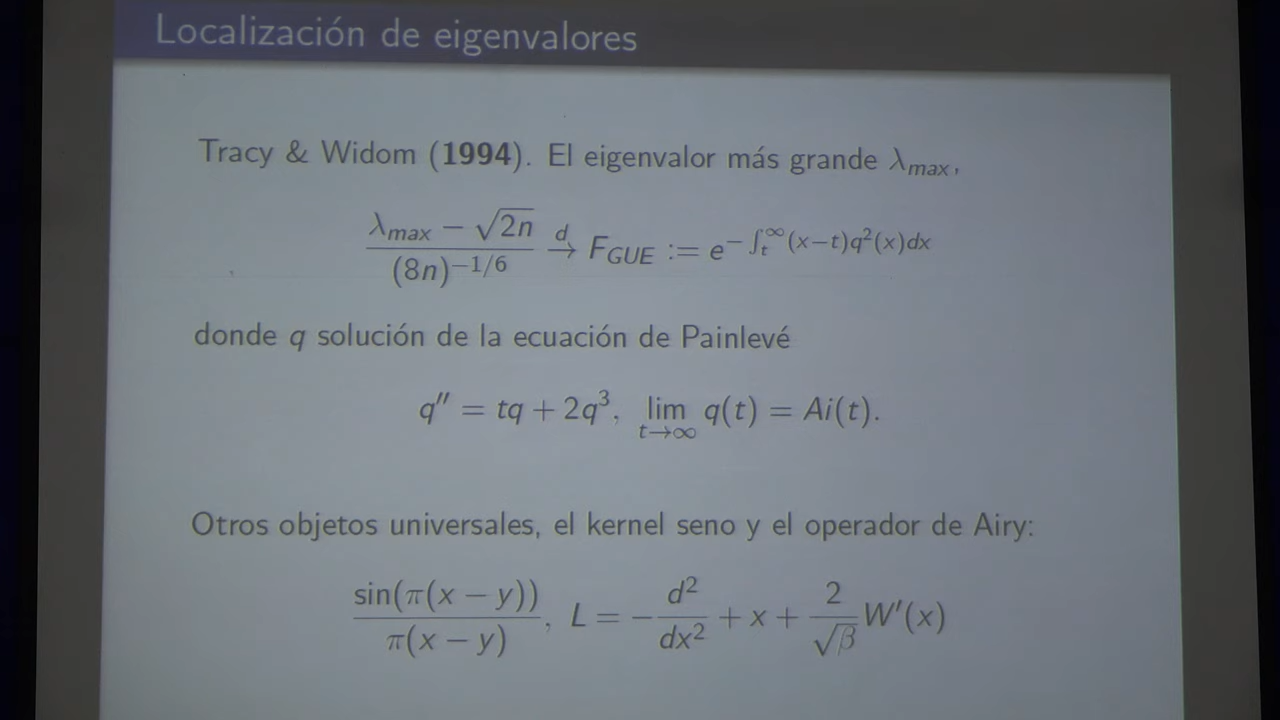 Localización de eigenvalores
Tracy & Widom (1994). El eigenvalor más grande λ_max,
(λ_max − √2n) / (8n)^{−1/6} →^d F_GUE := e^{− ∫_t^∞ (x−t)q²(x)dx}
donde q solución de la ecuación de Painlevé
q″ = tq + 2q³, lim_{t→∞} q(t) = Ai(t).
Otros objetos universales, el kernel seno y el operador de Airy:
sin(π(x − y)) / π(x − y), L = −d²/dx² + x + 2/√β W′(x)